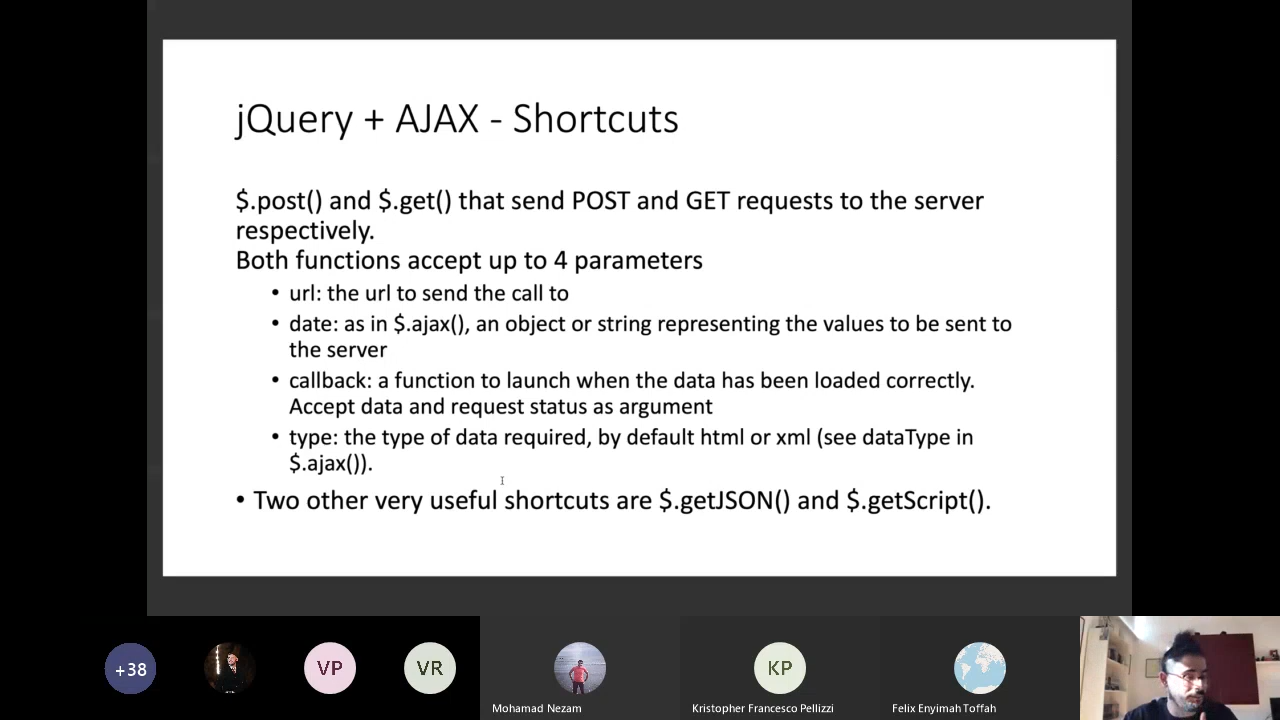 jQuery + AJAX - Shortcuts
$.post() and $.get() that send POST and GET requests to the server
respectively.
Both functions accept up to 4 parameters
• url: the url to send the call to
• date: as in $.ajax(), an object or string representing the values to be sent to
the server
• callback: a function to launch when the data has been loaded correctly.
Accept data and request status as argument
• type: the type of data required, by default html or xml (see dataType in
$.ajax()).
• Two other very useful shortcuts are $.getJSON() and $.getScript().
+38
VP
VR
KP
Mohamad Nezam
Kristopher Francesco Pellizzi
Felix Enyimah Toffah